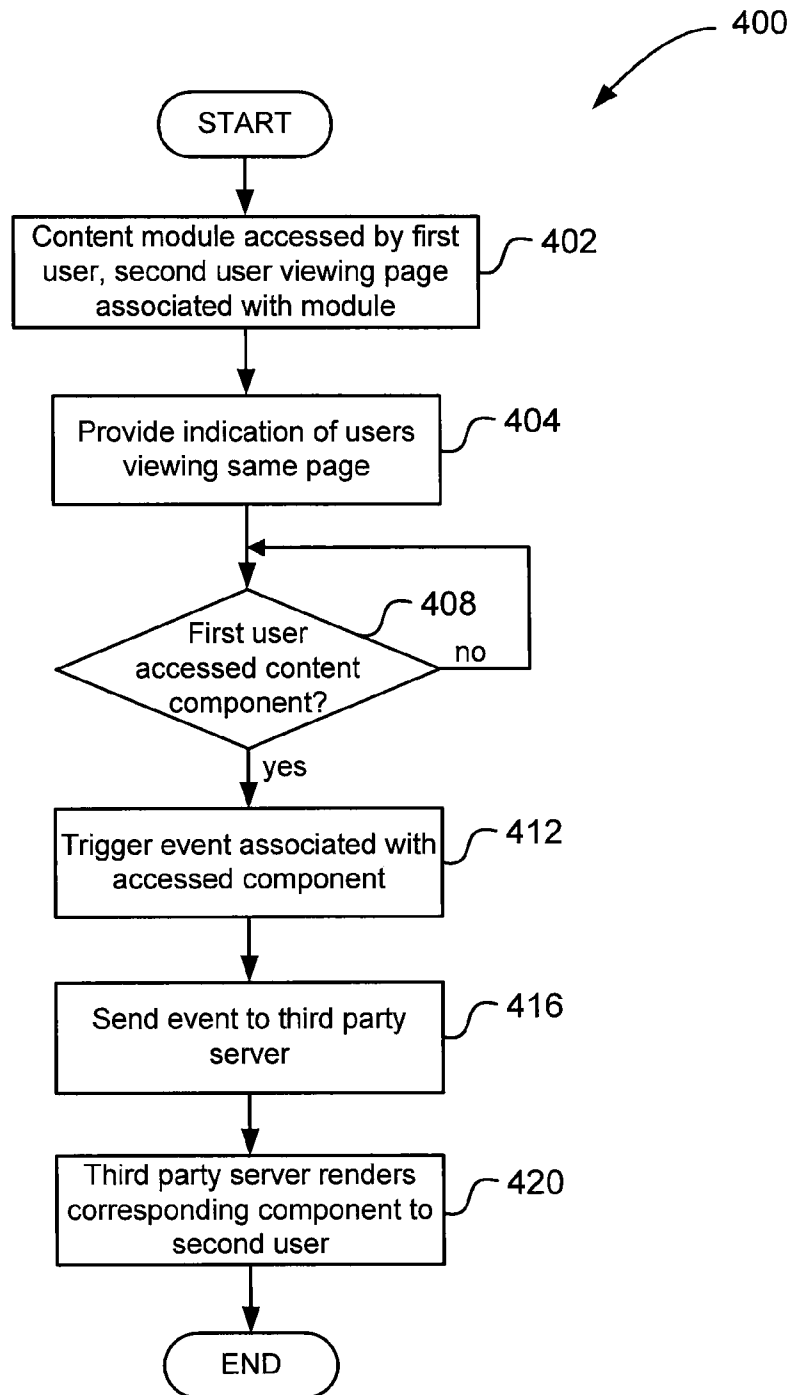 400
START
Content module accessed by first
user, second user viewing page
associated with module
402
Provide indication of users
viewing same page
404
408
First user
accessed content
component?
no
yes
Trigger event associated with
accessed component
412
Send event to third party
server
416
Third party server renders
corresponding component to
second user
420
END